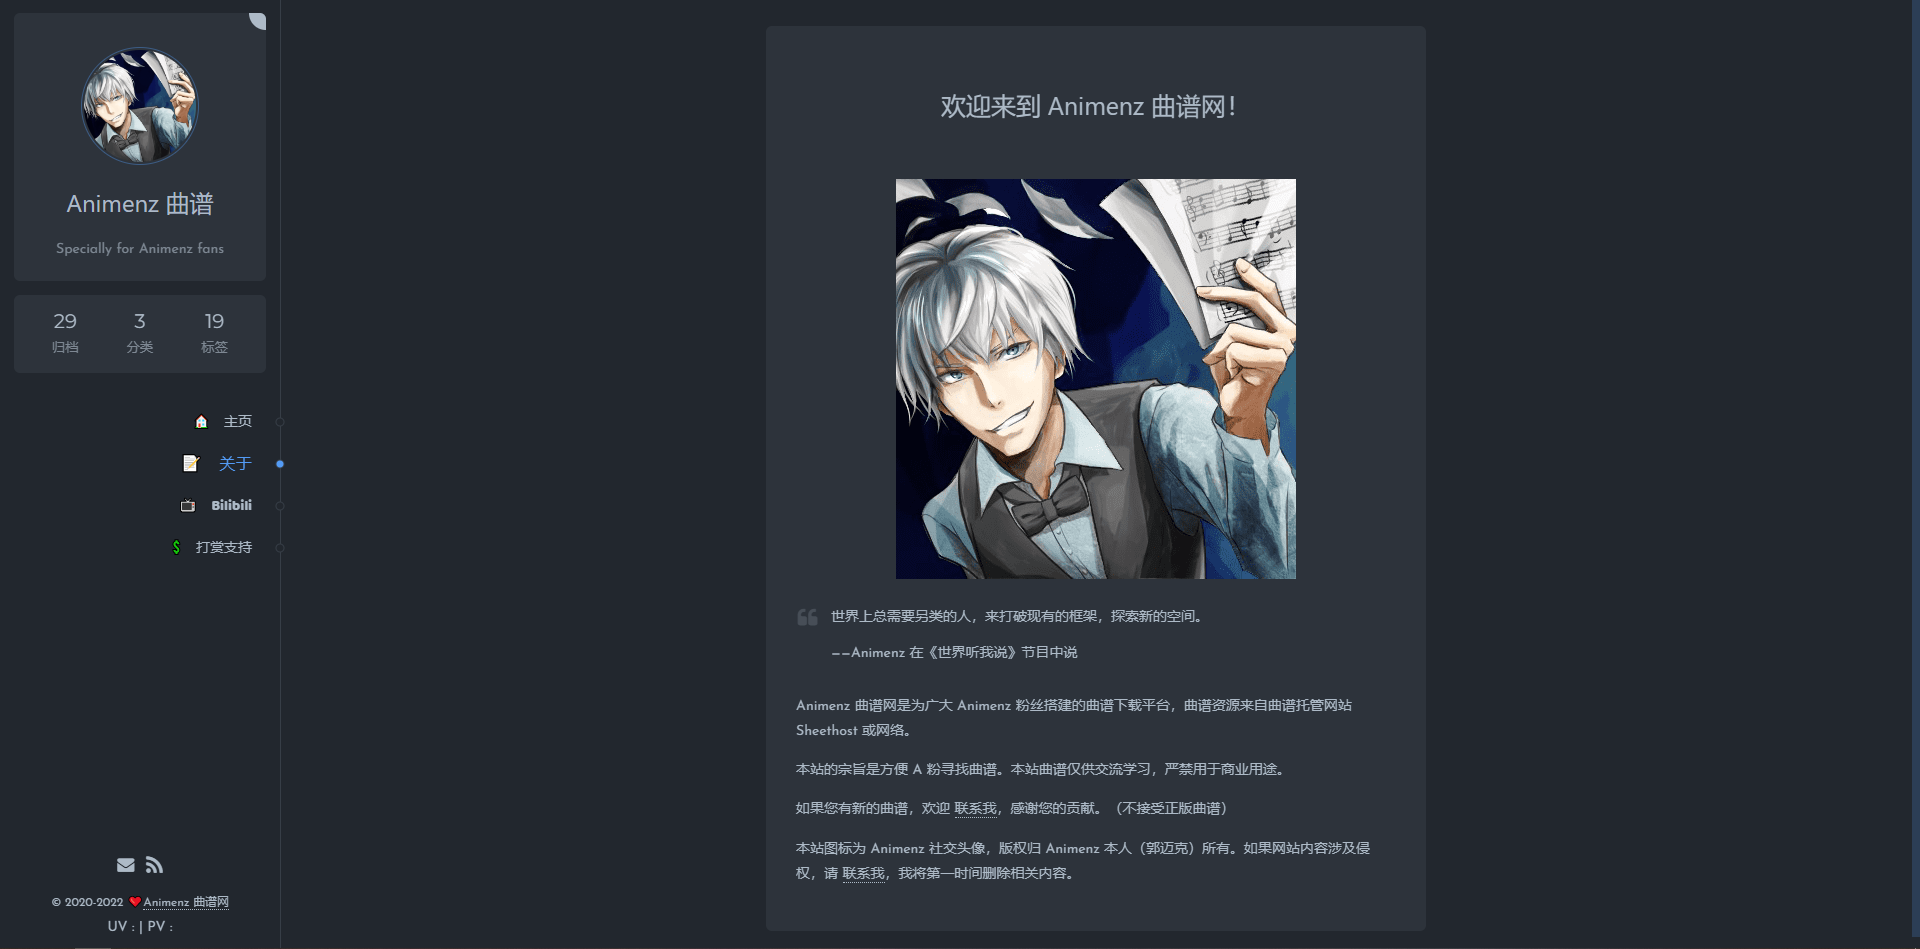 Animenz 曲谱
Specially for Animenz fans
29 3 19
归档 分类 标签
主页
关于
Bilibili
打赏支持
© 2020-2022 ❤️Animenz 曲谱网
UV : | PV :
欢迎来到 Animenz 曲谱网！
世界上总需要另类的人，来打破现有的框架，探索新的空间。
——Animenz 在《世界听我说》节目中说
Animenz 曲谱网是为广大 Animenz 粉丝搭建的曲谱下载平台，曲谱资源来自曲谱托管网站
Sheethost 或网络。
本站的宗旨是方便 A 粉寻找曲谱。本站曲谱仅供交流学习，严禁用于商业用途。
如果您有新的曲谱，欢迎 联系我，感谢您的贡献。（不接受正版曲谱）
本站图标为 Animenz 社交头像，版权归 Animenz 本人（郭迈克）所有。如果网站内容涉及侵
权，请 联系我，我将第一时间删除相关内容。